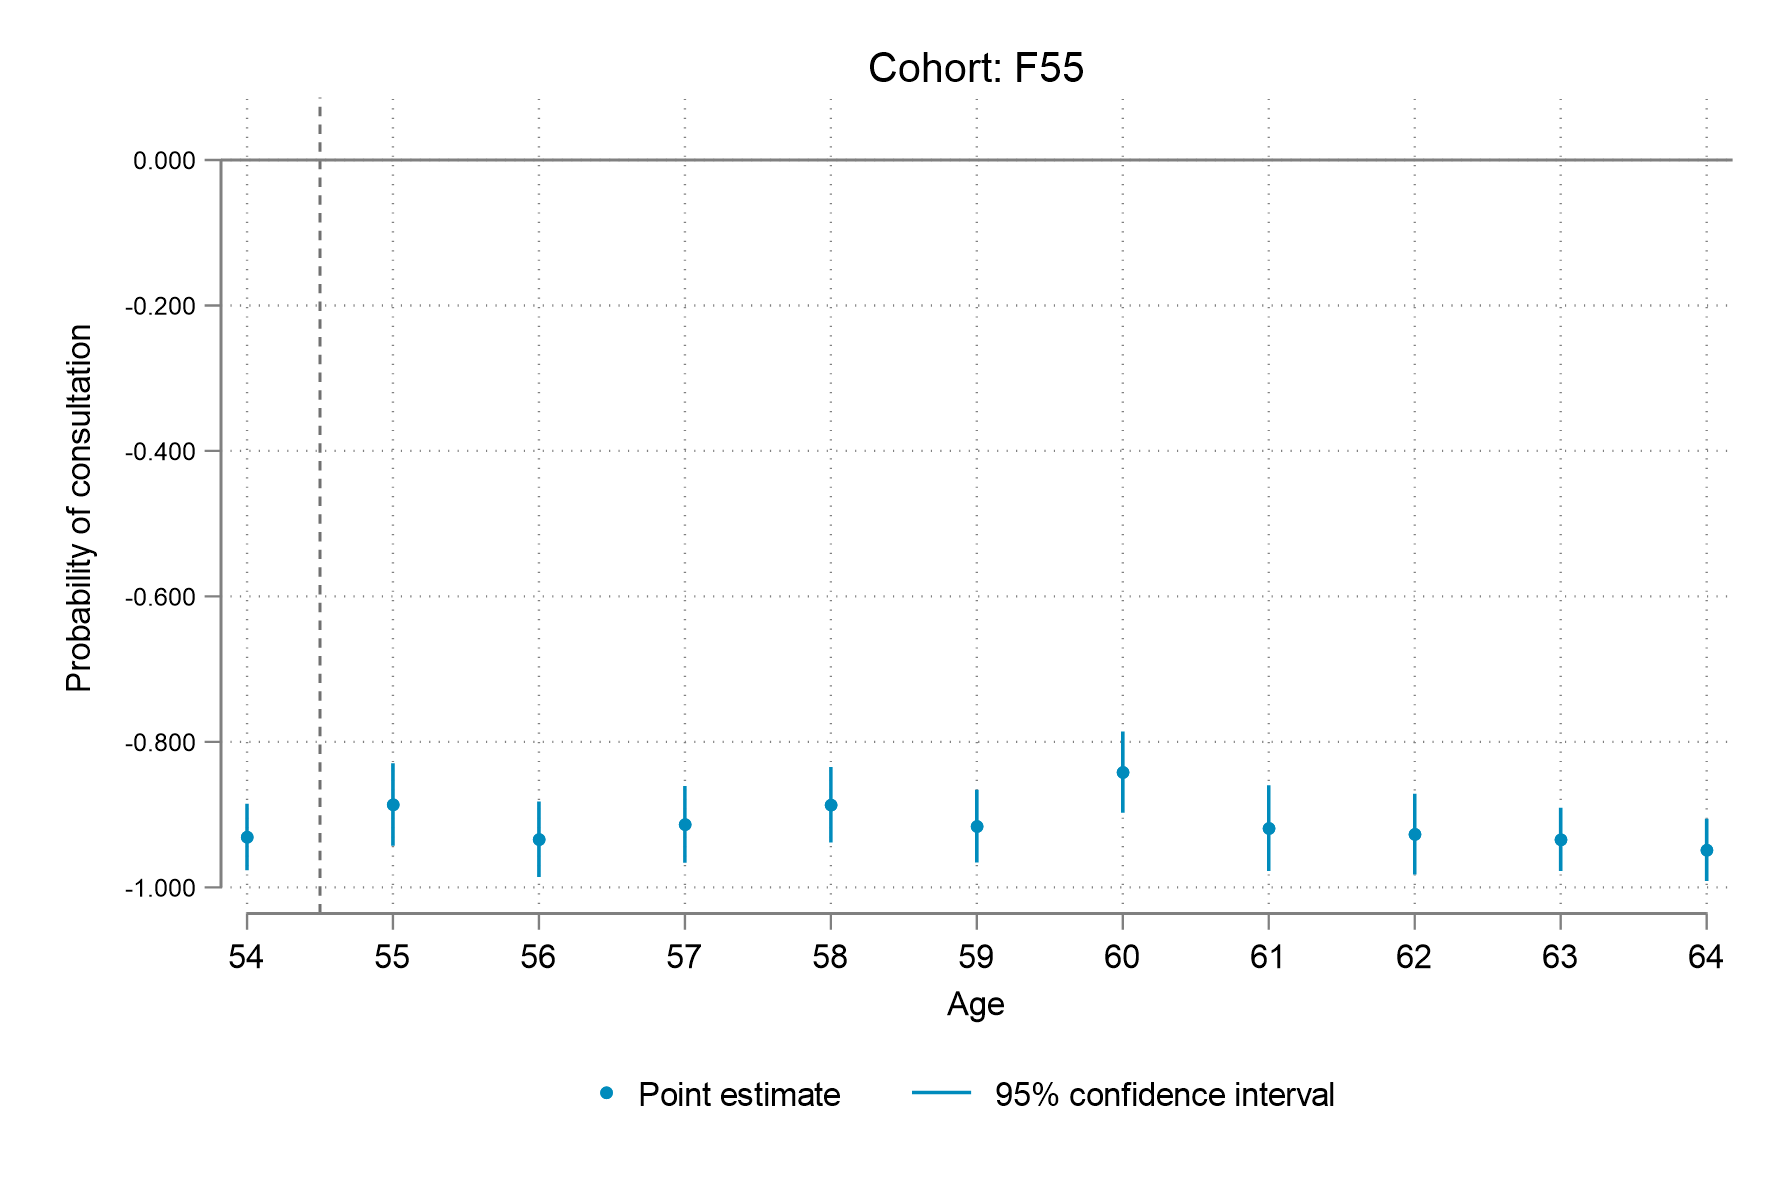 Cohort: F55
Probability of consultation
0.000
-0.200
-0.400
-0.600
-0.800
-1.000
54 55 56 57 58 59 60 61 62 63 64
Age
Point estimate 95% confidence interval